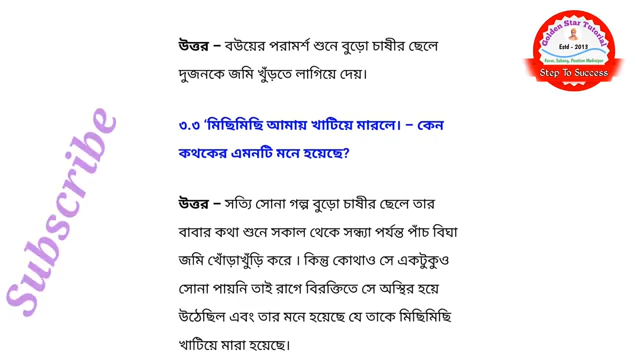 Golden Star Tutorial
Estd - 2013
Step To Success
উত্তর – বউয়ের পরামর্শ শুনে বুড়ো চাষীর ছেলে
দুজনকে জমি খুঁড়তে লাগিয়ে দেয়।
৩.৩ ‘মিছিমিছি আমায় খাটিয়ে মারলে। – কেন
কথকের এমনটি মনে হয়েছে?
উত্তর – সত্যি সোনা গল্প বুড়ো চাষীর ছেলে তার
বাবার কথা শুনে সকাল থেকে সন্ধ্যা পর্যন্ত পাঁচ বিঘা
জমি খোঁড়াখুঁড়ি করে । কিন্তু কোথাও সে একটুকুও
সোনা পায়নি তাই রাগে বিরক্তিতে সে অস্থির হয়ে
উঠেছিল এবং তার মনে হয়েছে যে তাকে মিছিমিছি
খাটিয়ে মারা হয়েছে।
Subscribe